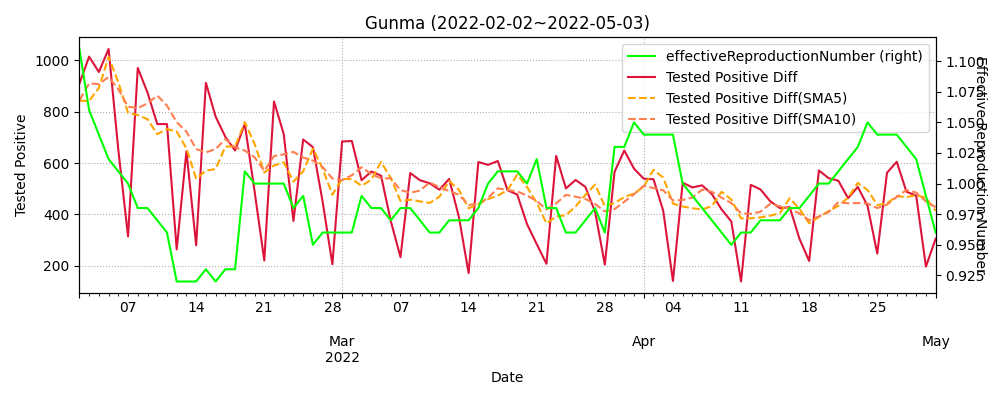 Gunma (2022-02-02~2022-05-03)
effectiveReproductionNumber (right)
Tested Positive Diff
Tested Positive Diff(SMA5)
Tested Positive Diff(SMA10)
Tested Positive
1000
800
600
400
200
Effective Reproduction Number
1.100
1.075
1.050
1.025
1.000
0.975
0.950
0.925
07 14 21 28 07 14 21 28 04 11 18 25
Mar Apr May
2022
Date